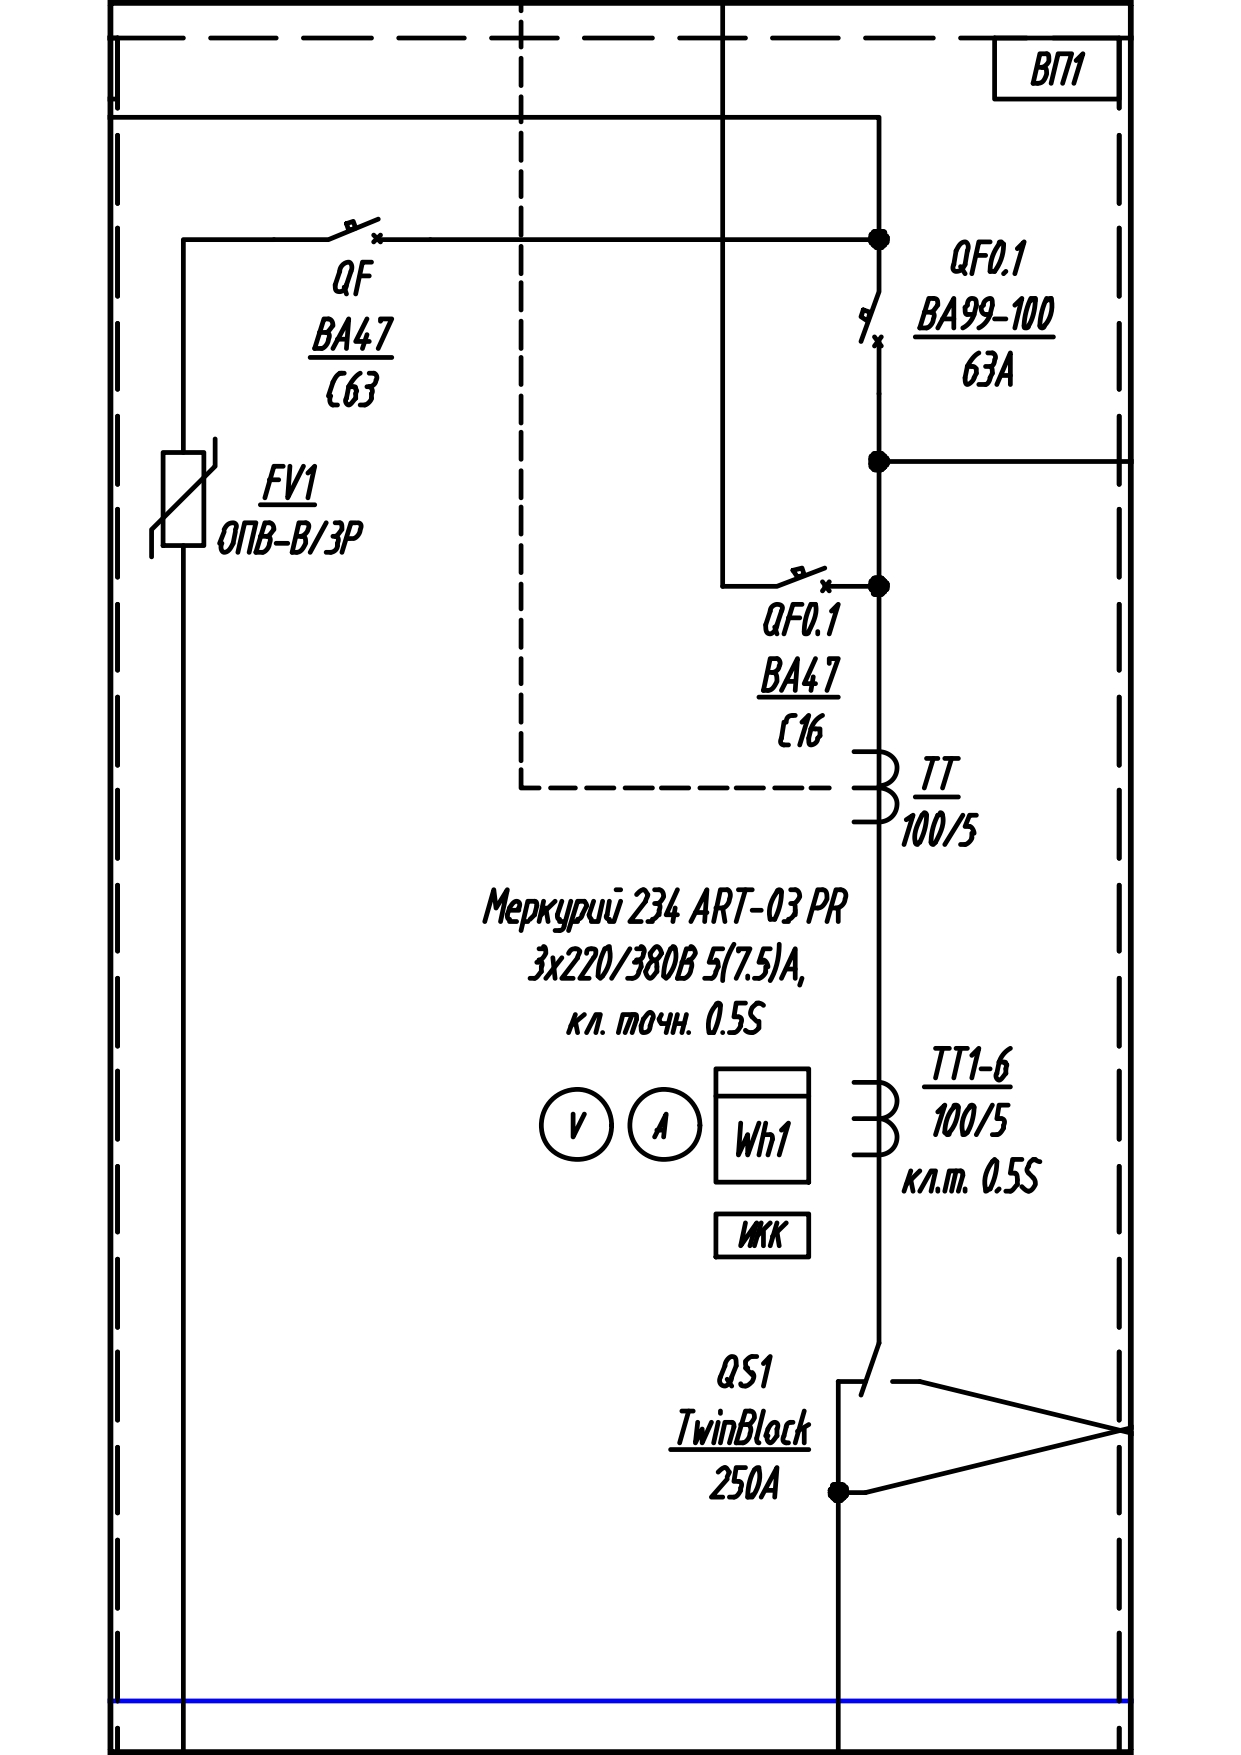 ВП1
QF
ВА47
С63
QF0.1
ВА99-100
63А
FV1
ОПВ-В/3Р
QF0.1
ВА47
С16
ТТ
100/5
Меркурий 234 ART-03 PR
3х220/380В 5(7.5)А,
кл. точн. 0.5S
V
A
Wh1
ИКК
ТТ1-6
100/5
кл.т. 0.5S
QS1
TwinBlock
250А